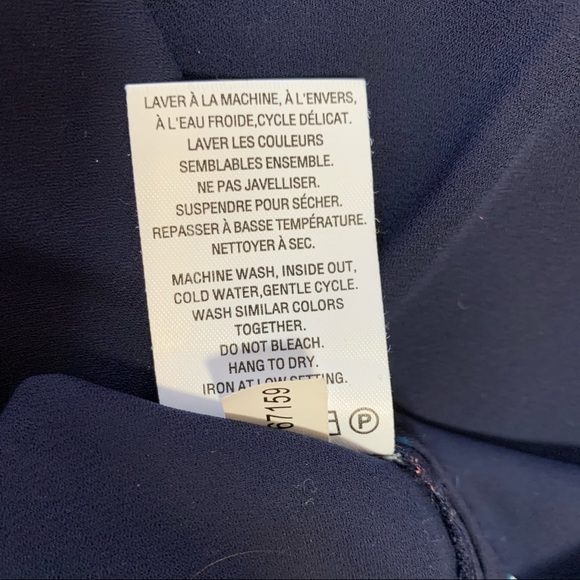 LAVER À LA MACHINE, À L'ENVERS,
À L'EAU FROIDE,CYCLE DÉLICAT.
LAVER LES COULEURS
SEMBLABLES ENSEMBLE.
NE PAS JAVELLISER.
SUSPENDRE POUR SÉCHER.
REPASSER À BASSE TEMPÉRATURE.
NETTOYER À SEC.
MACHINE WASH, INSIDE OUT,
COLD WATER,GENTLE CYCLE.
WASH SIMILAR COLORS
TOGETHER.
DO NOT BLEACH.
HANG TO DRY.
IRON AT LOW SETTING.
67159
P